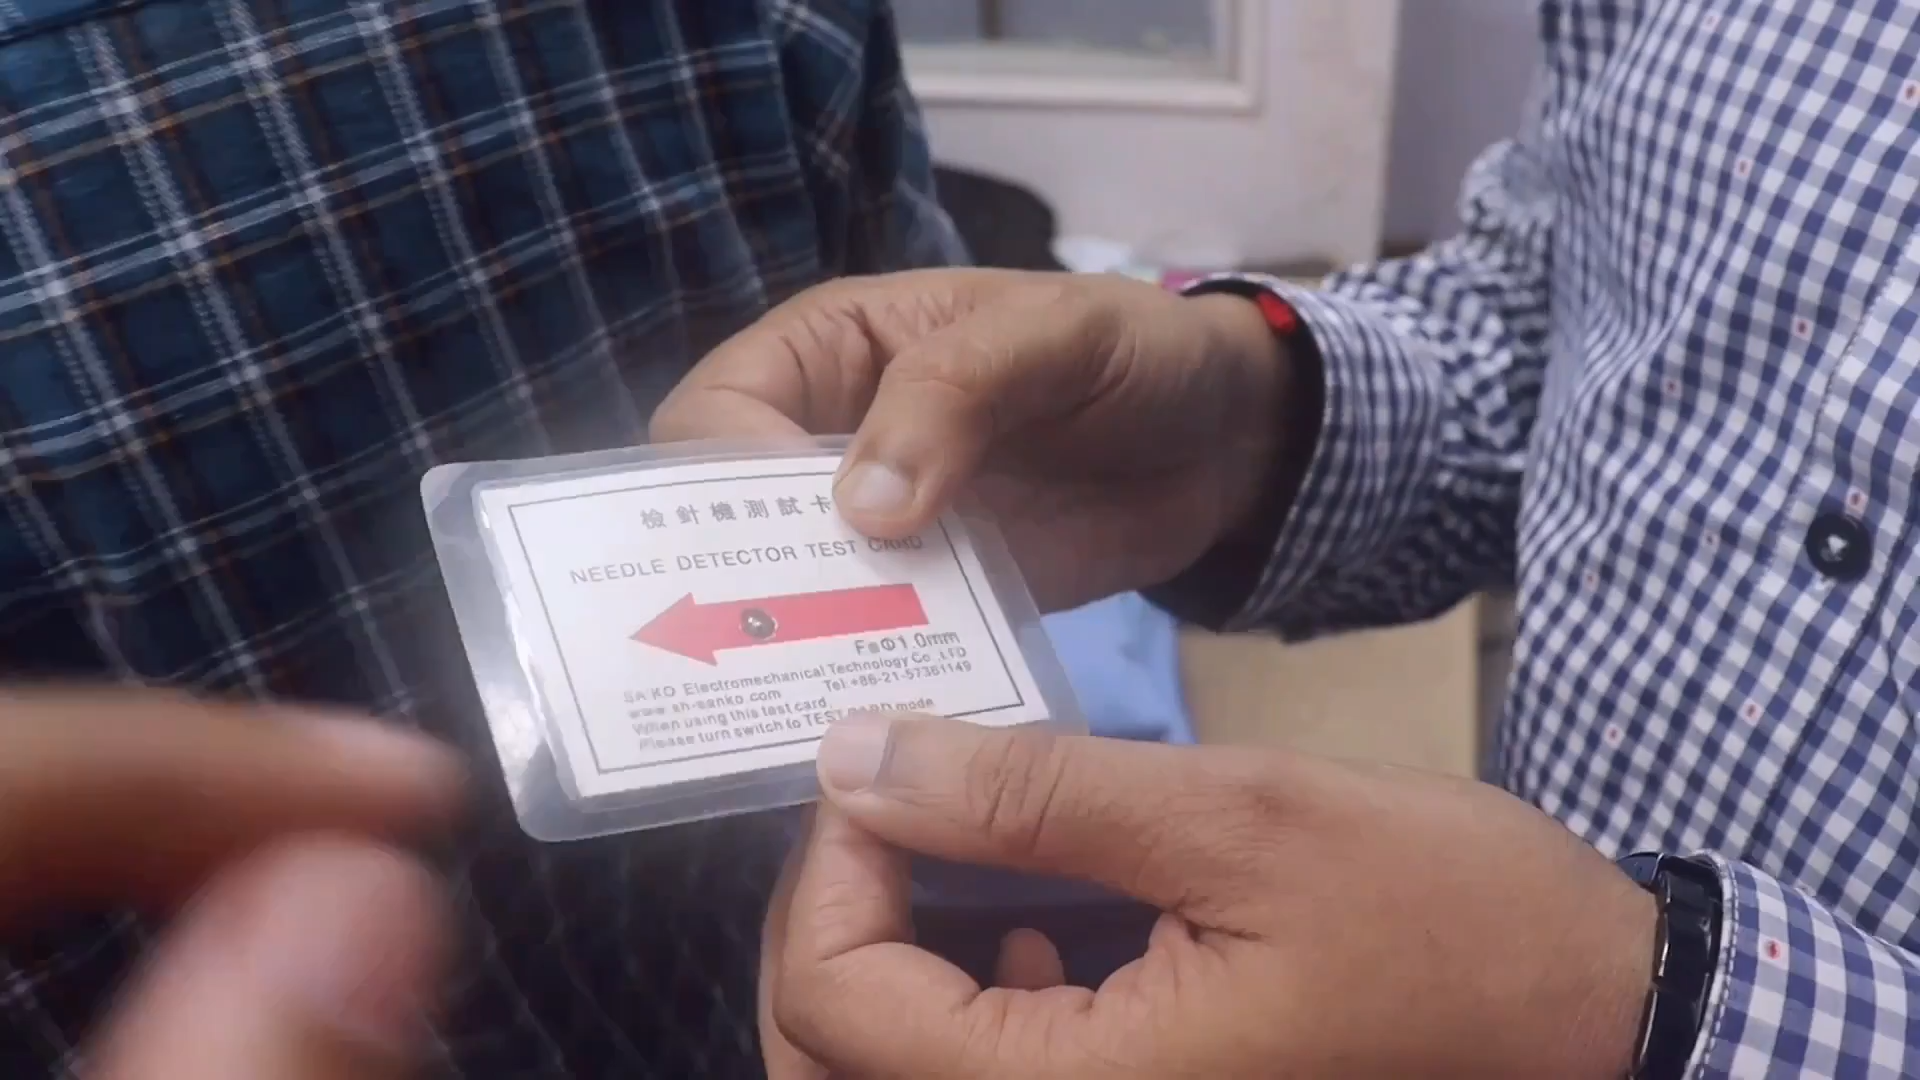 檢針機測試卡
NEEDLE DETECTOR TEST CARD
FeΦ1.0mm
SANKO Electromechanical Technology Co.,LTD
www.sh-sanko.com Tel:+86-21-57361149
When using this test card,
Please turn switch to TEST CARD mode